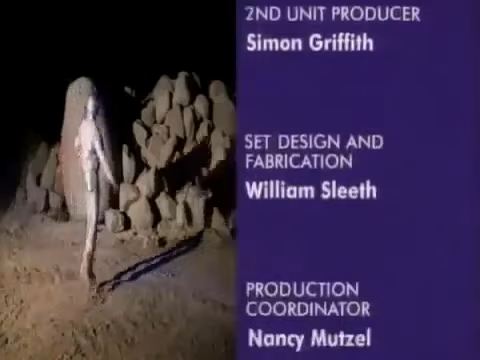 2ND UNIT PRODUCER
Simon Griffith
SET DESIGN AND
FABRICATION
William Sleeth
PRODUCTION
COORDINATOR
Nancy Mutzel